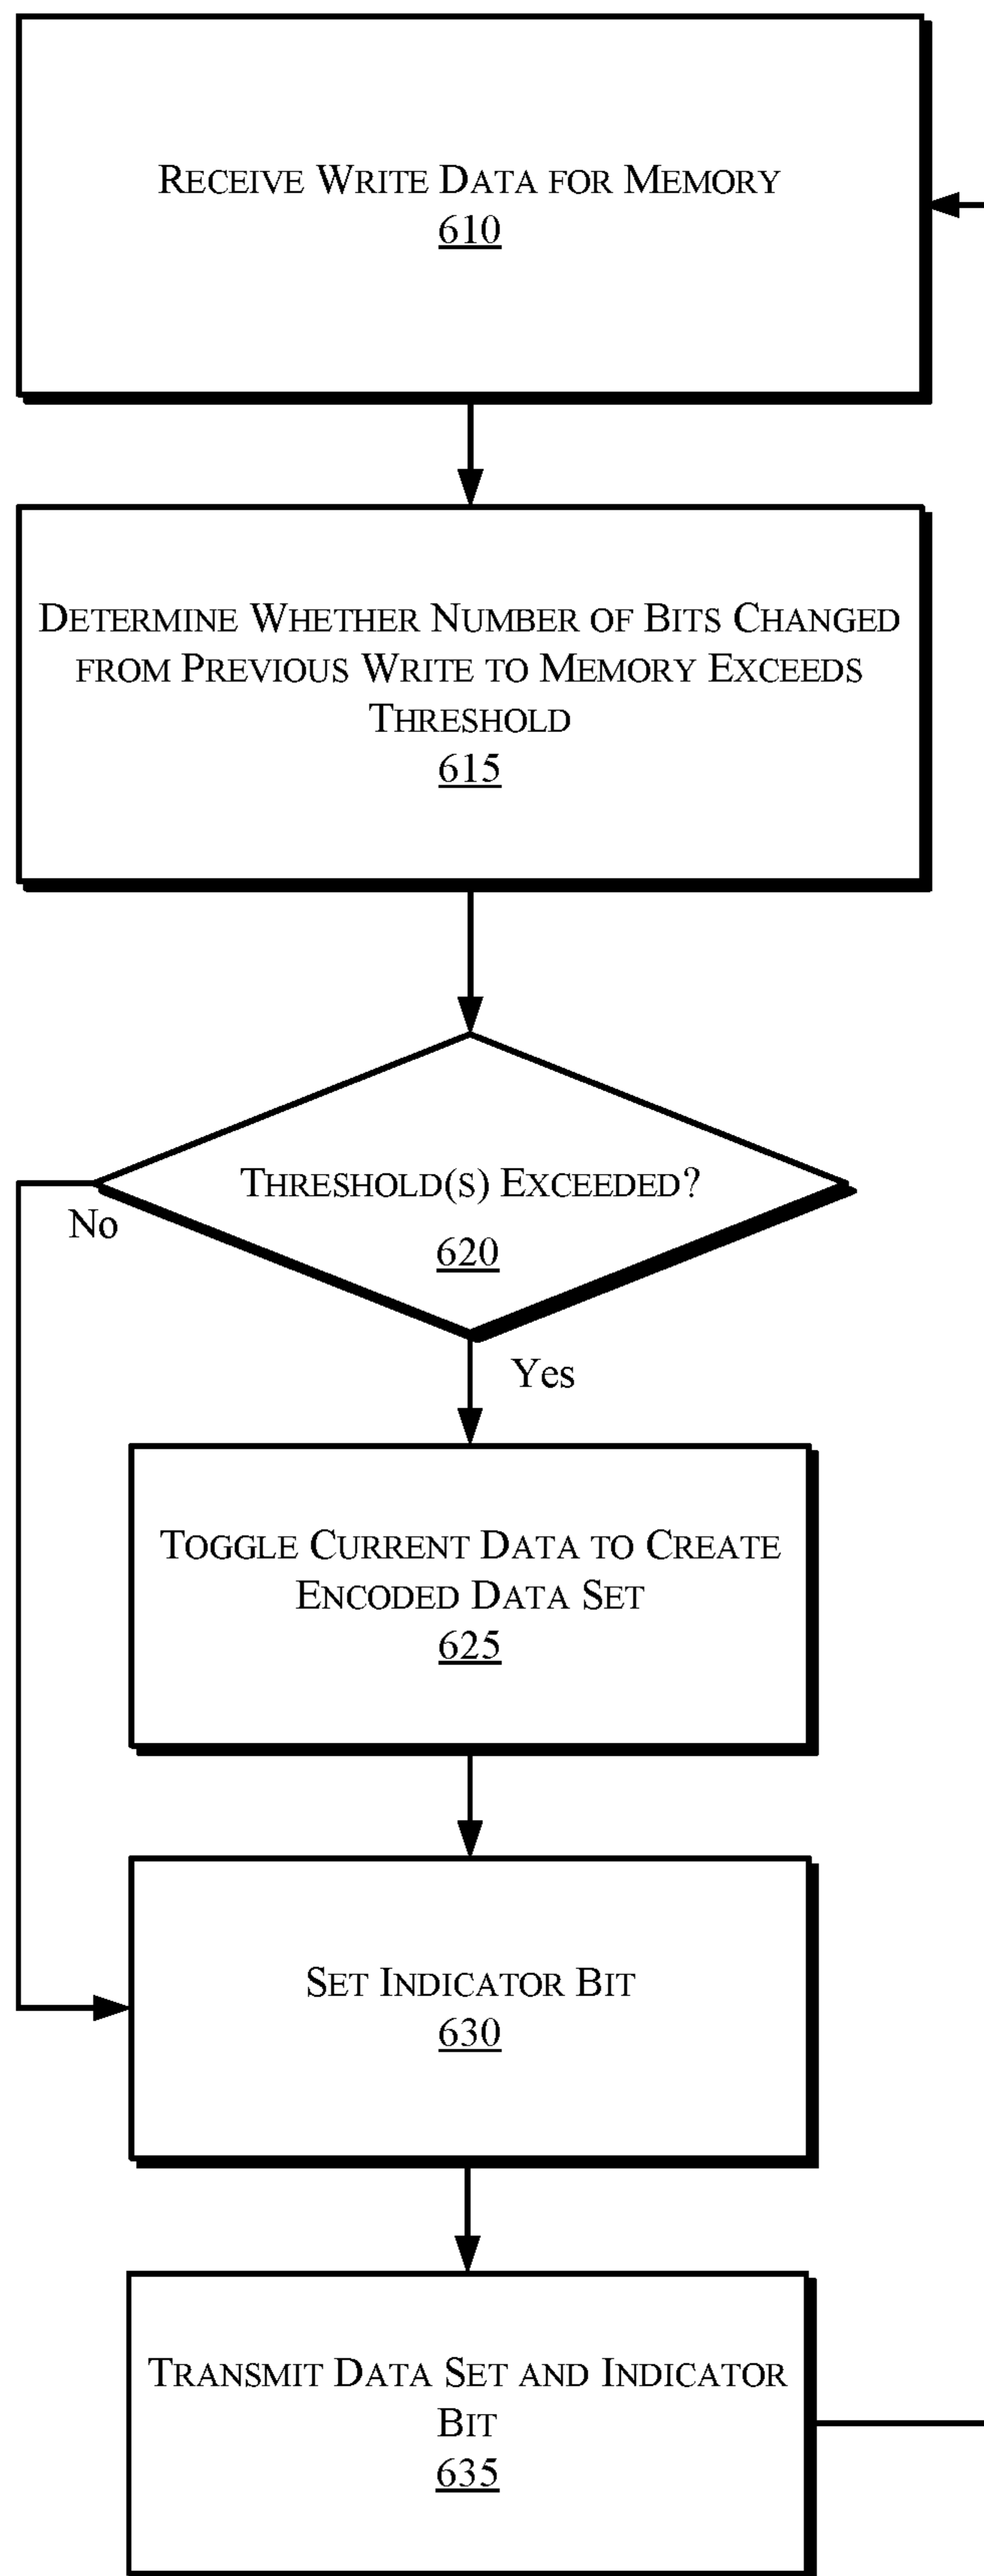 RECEIVE WRITE DATA FOR MEMORY
610
DETERMINE WHETHER NUMBER OF BITS CHANGED
FROM PREVIOUS WRITE TO MEMORY EXCEEDS
THRESHOLD
615
THRESHOLD(S) EXCEEDED?
No
620
Yes
TOGGLE CURRENT DATA TO CREATE
ENCODED DATA SET
625
SET INDICATOR BIT
630
TRANSMIT DATA SET AND INDICATOR
BIT
635